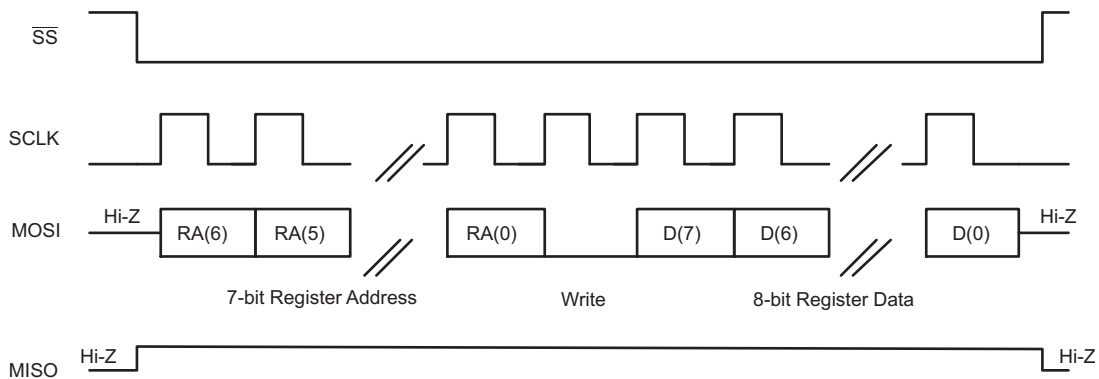 SS
SCLK
MOSI Hi-Z RA(6) RA(5) RA(0) D(7) D(6) D(0) Hi-Z
7-bit Register Address Write 8-bit Register Data
MISO Hi-Z Hi-Z